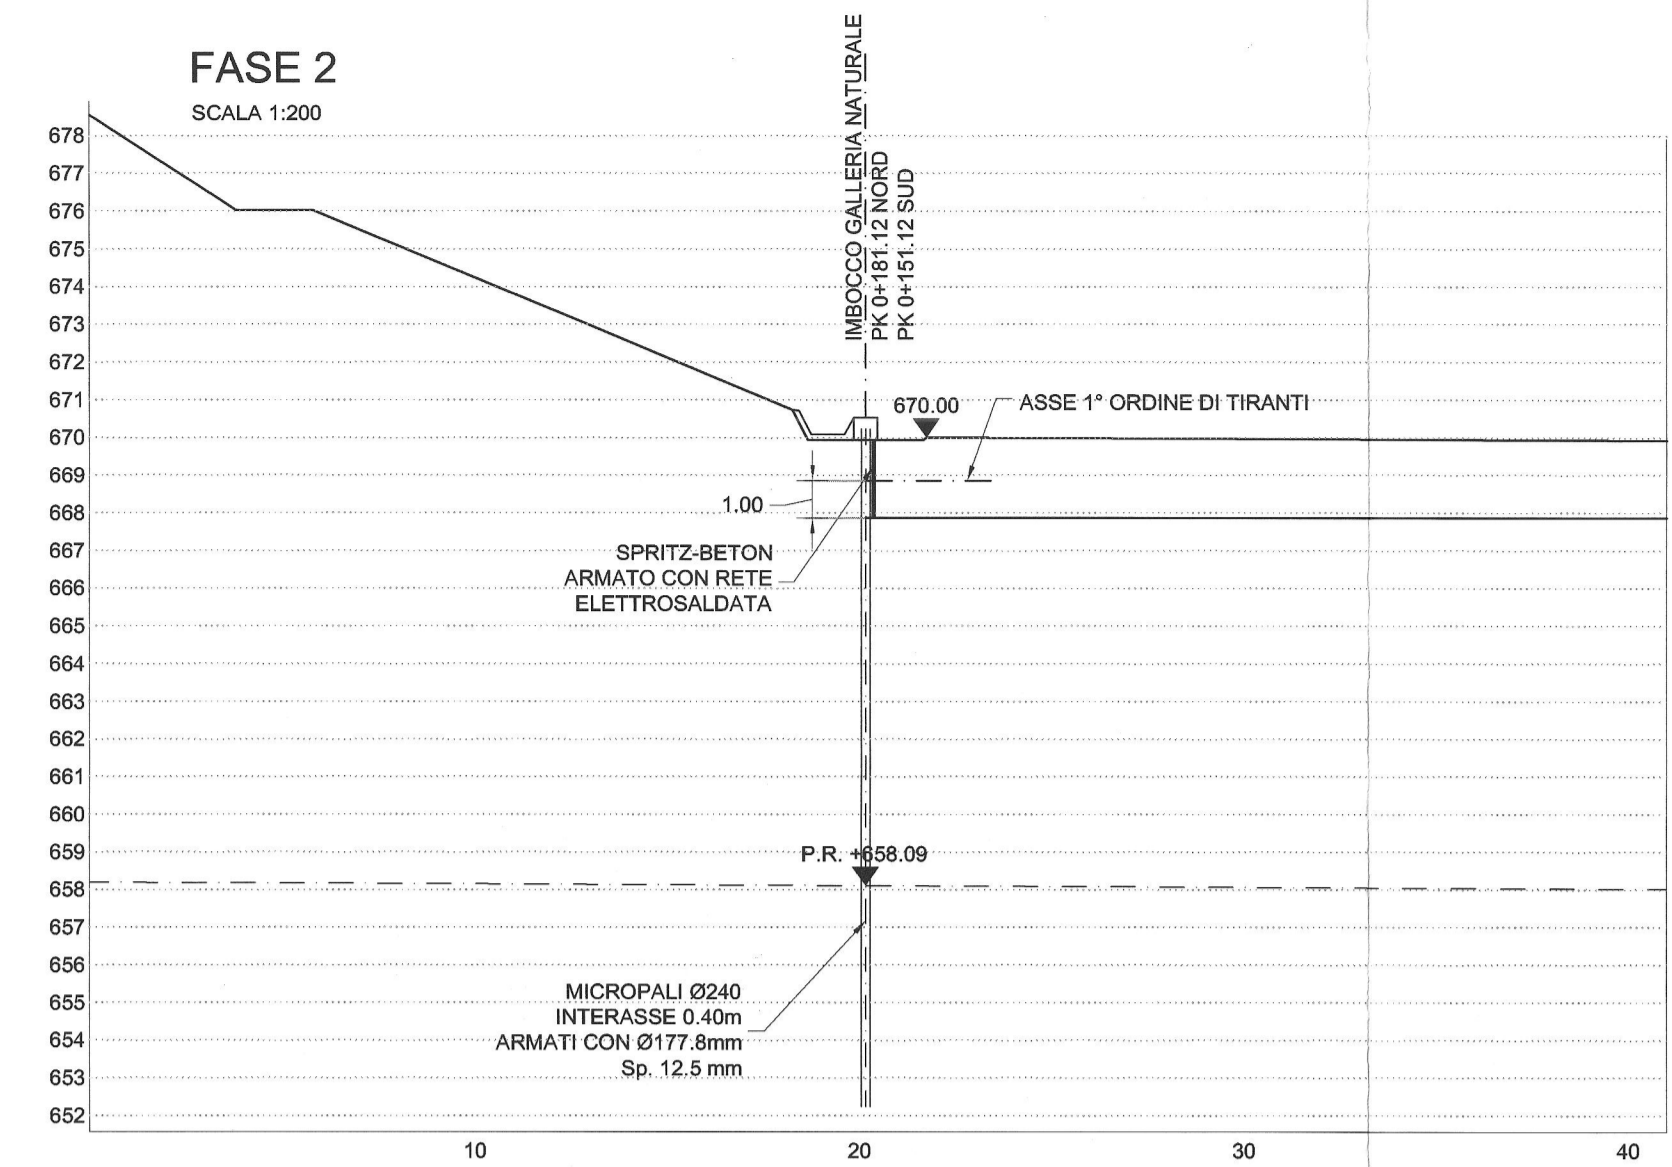 FASE 2
SCALA 1:200
IMBOCCO GALLERIA NATURALE
PK 0+181.12 NORD
PK 0+151.12 SUD
678
677
676
675
674
673
672
671
670
669
668
667
666
665
664
663
662
661
660
659
658
657
656
655
654
653
652
670.00
ASSE 1° ORDINE DI TIRANTI
1.00
SPRITZ-BETON
ARMATO CON RETE
ELETTROSALDATA
P.R. +658.09
MICROPALI Ø240
INTERASSE 0.40m
ARMATI CON Ø177.8mm
Sp. 12.5 mm
10
20
30
40